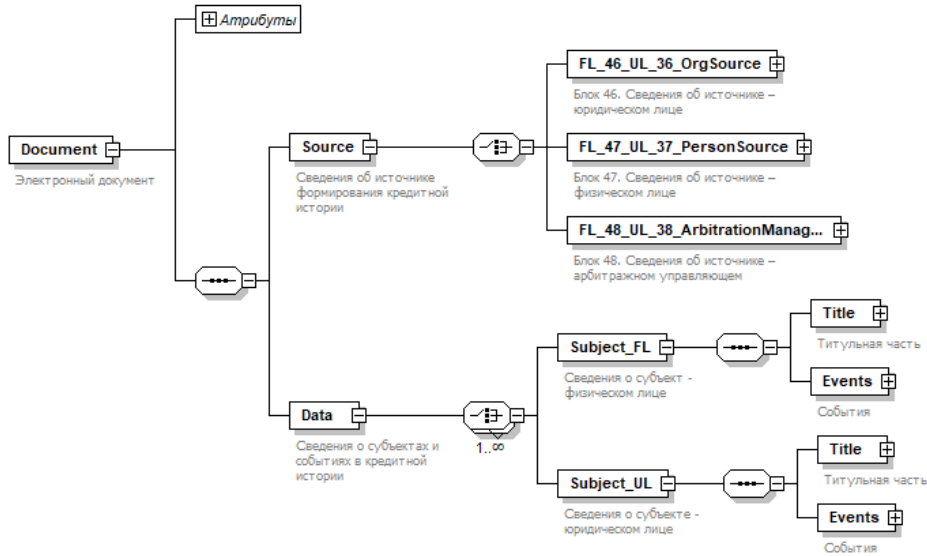 Атрибуты
FL_46_UL_36_OrgSource
Блок 46. Сведения об источнике –
юридическом лице
Document
Электронный документ
Source
Сведения об источнике
формирования кредитной
истории
FL_47_UL_37_PersonSource
Блок 47. Сведения об источнике –
физическом лице
FL_48_UL_38_ArbitrationManag...
Блок 48. Сведения об источнике –
арбитражном управляющем
Data
Сведения о субъектах и
событиях в кредитной
истории
1..∞
Subject_FL
Сведения о субъект -
физическом лице
Title
Титульная часть
Events
События
Subject_UL
Сведения о субъекте -
юридическом лице
Title
Титульная часть
Events
События